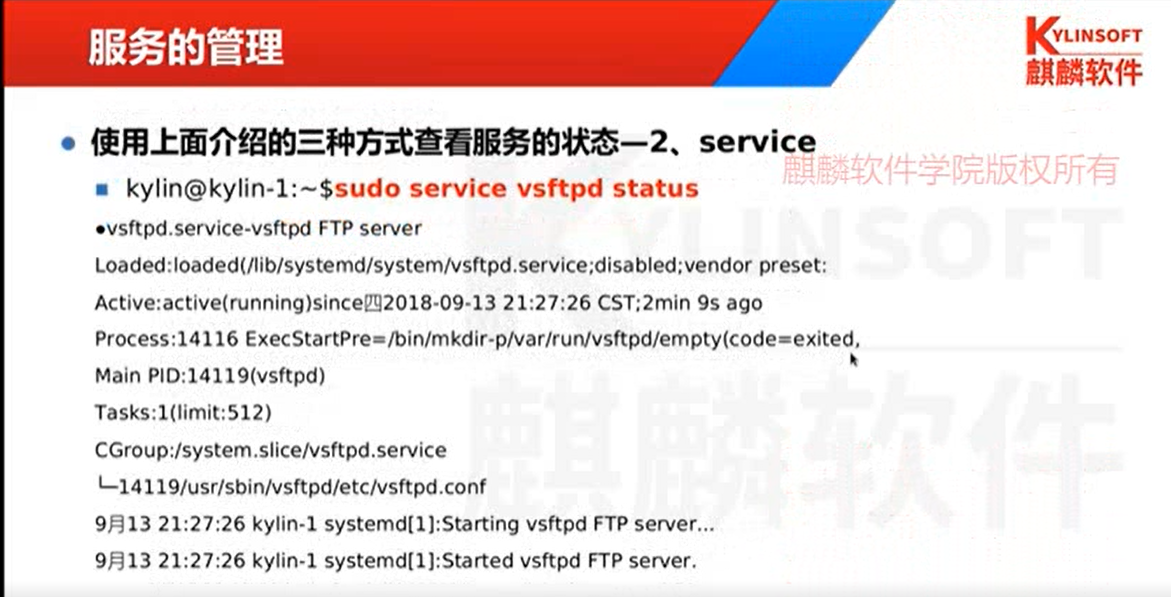 服务的管理
KYLINSOFT
麒麟软件
使用上面介绍的三种方式查看服务的状态—2、service
麒麟软件学院版权所有
kylin@kylin-1:~$sudo service vsftpd status
●vsftpd.service-vsftpd FTP server
Loaded:loaded(/lib/systemd/system/vsftpd.service;disabled;vendor preset:
Active:active(running)since四2018-09-13 21:27:26 CST;2min 9s ago
Process:14116 ExecStartPre=/bin/mkdir-p/var/run/vsftpd/empty(code=exited,
Main PID:14119(vsftpd)
Tasks:1(limit:512)
CGroup:/system.slice/vsftpd.service
└─14119/usr/sbin/vsftpd/etc/vsftpd.conf
9月13 21:27:26 kylin-1 systemd[1]:Starting vsftpd FTP server...
9月13 21:27:26 kylin-1 systemd[1]:Started vsftpd FTP server.
KYLINSOFT
麒麟软件